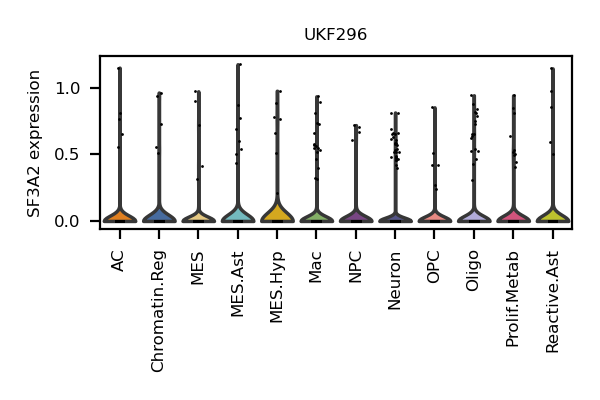 UKF296
SF3A2 expression
1.0
0.5
0.0
AC
Chromatin.Reg
MES
MES.Ast
MES.Hyp
Mac
NPC
Neuron
OPC
Oligo
Prolif.Metab
Reactive.Ast